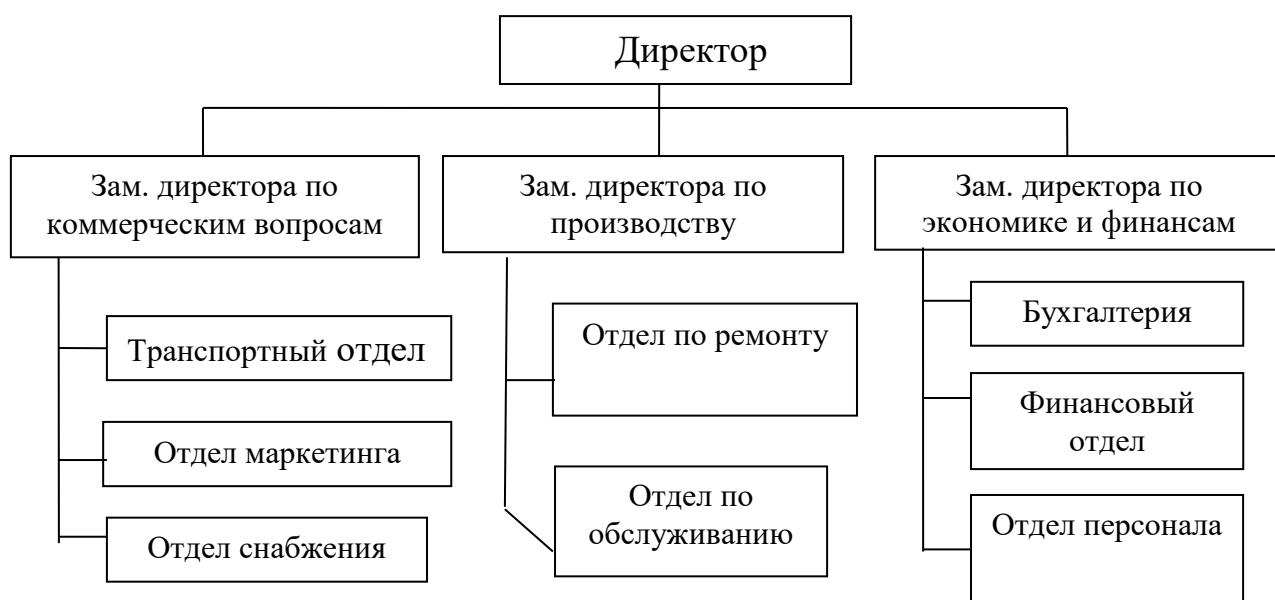 Директор
Зам. директора по
коммерческим вопросам
Зам. директора по
производству
Зам. директора по
экономике и финансам
Транспортный отдел
Отдел маркетинга
Отдел снабжения
Отдел по ремонту
Отдел по
обслуживанию
Бухгалтерия
Финансовый
отдел
Отдел персонала